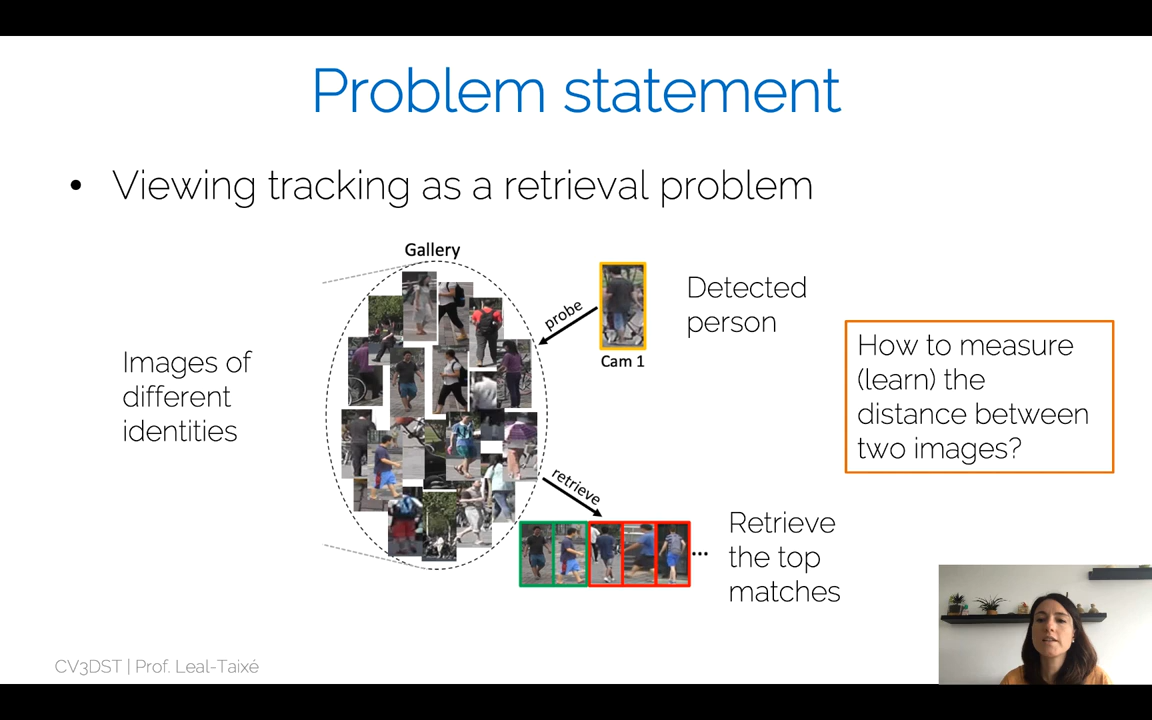 Problem statement
• Viewing tracking as a retrieval problem
Gallery
probe
Cam 1
Detected
person
Images of
different
identities
How to measure
(learn) the
distance between
two images?
retrieve
...
Retrieve
the top
matches
CV3DST | Prof. Leal-Taixé